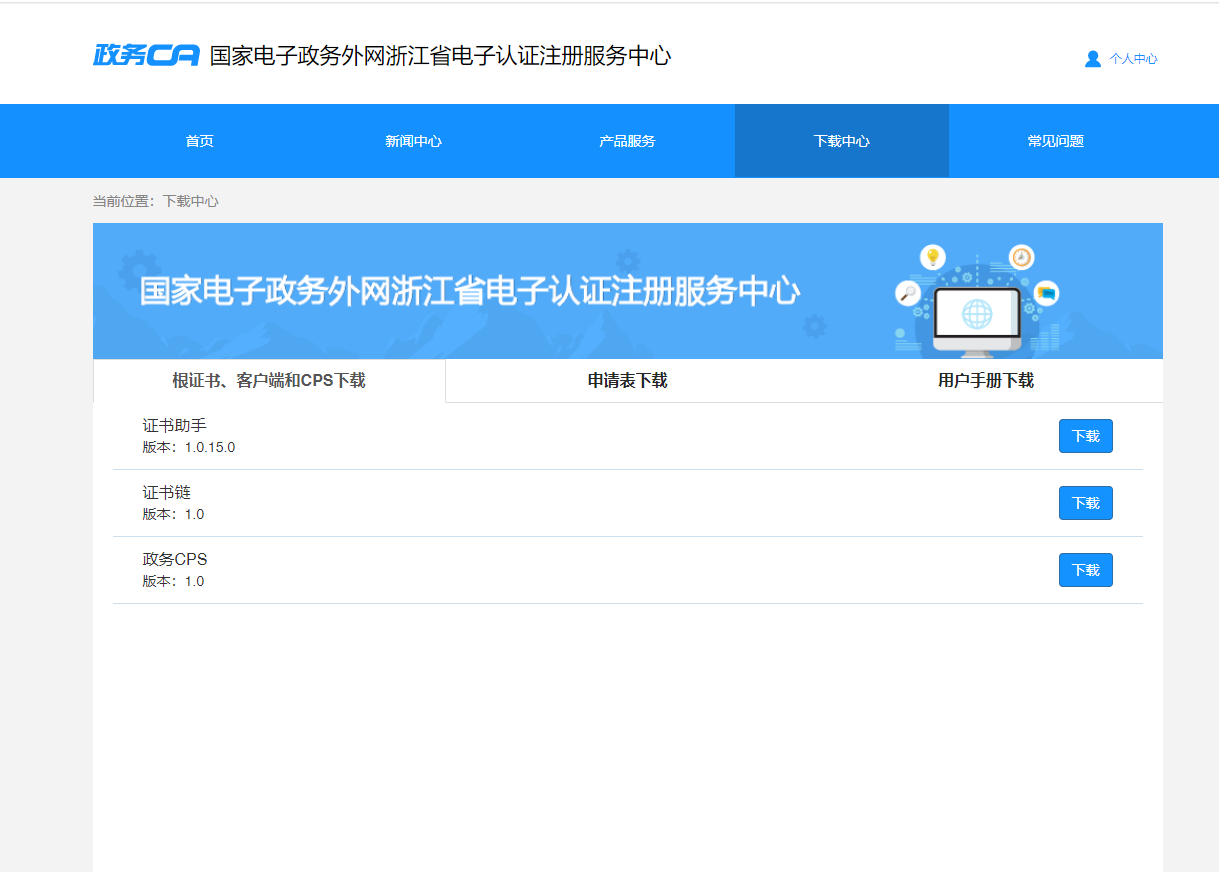 政务CA 国家电子政务外网浙江省电子认证注册服务中心
个人中心
首页 新闻中心 产品服务 下载中心 常见问题
当前位置：下载中心
国家电子政务外网浙江省电子认证注册服务中心
根证书、客户端和CPS下载 申请表下载 用户手册下载
证书助手
版本：1.0.15.0
下载
证书链
版本：1.0
下载
政务CPS
版本：1.0
下载